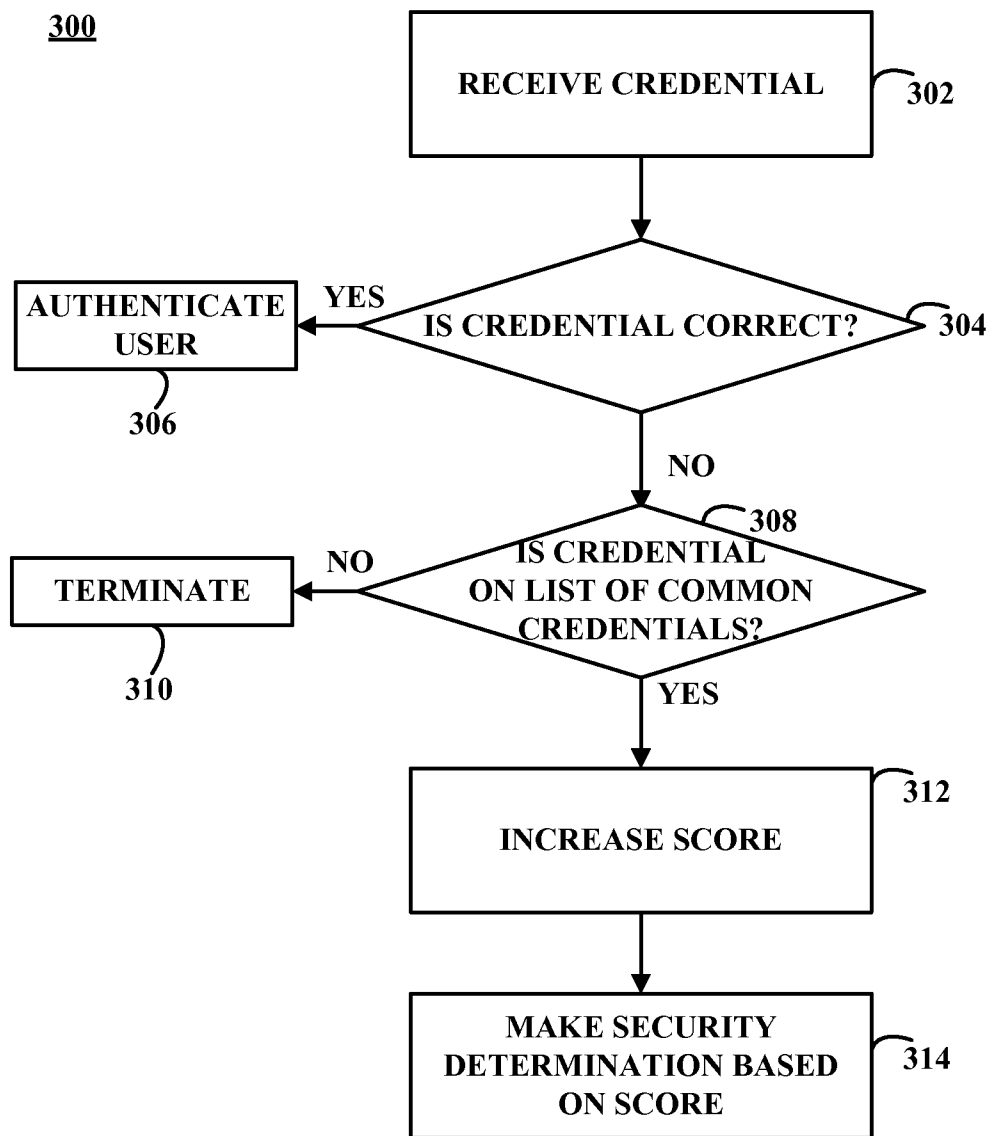 300
RECEIVE CREDENTIAL
302
IS CREDENTIAL CORRECT?
304
YES
AUTHENTICATE
USER
306
NO
308
IS CREDENTIAL
ON LIST OF COMMON
CREDENTIALS?
NO
TERMINATE
310
YES
INCREASE SCORE
312
MAKE SECURITY
DETERMINATION BASED
ON SCORE
314